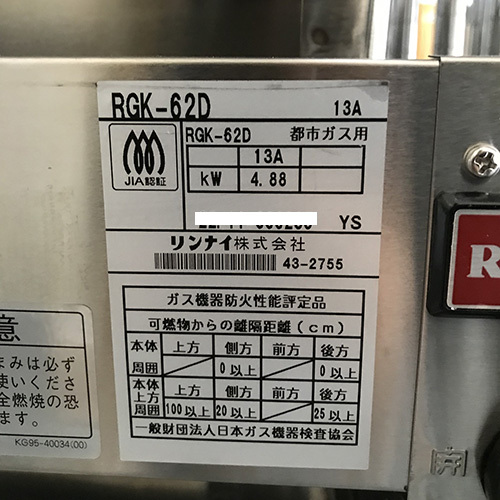 RGK-62D 13A
JIA認証
RGK-62D 都市ガス用
13A
kW 4.88
YS
リンナイ株式会社
43-2755
ガス機器防火性能評定品
可燃物からの離隔距離(cm)
本体周囲 上方 側方 前方 後方
0以上 0以上
本体上方周囲 上方 側方 前方 後方
100以上 20以上 25以上
一般財団法人日本ガス機器検査協会
意
まみは必ず
使いくださ
全燃焼の恐
ます。
KG95-40034(00)
R